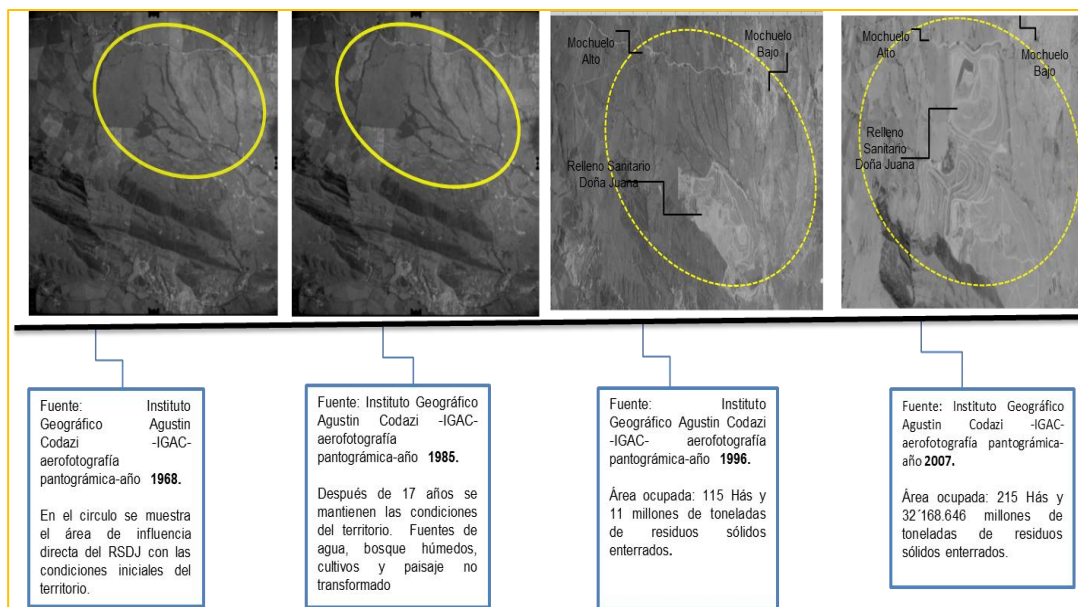 Mochuelo
Alto
Mochuelo
Bajo
Relleno Sanitario
Doña Juana
Mochuelo
Alto
Mochuelo
Bajo
Relleno
Sanitario
Doña Juana
Fuente: Instituto
Geográfico Agustin
Codazi -IGAC-
aerofotografía
pantográmica-año 1968.
En el circulo se muestra
el área de influencia
directa del RSDJ con las
condiciones iniciales del
territorio.
Fuente: Instituto Geográfico
Agustin Codazi -IGAC-
aerofotografía
pantográmica-año 1985.
Después de 17 años se
mantienen las condiciones
del territorio. Fuentes de
agua, bosque húmedos,
cultivos y paisaje no
transformado
Fuente: Instituto
Geográfico Agustin Codazi
-IGAC- aerofotografía
pantográmica-año 1996.
Área ocupada: 115 Hás y
11 millones de toneladas
de residuos sólidos
enterrados.
Fuente: Instituto Geográfico
Agustin Codazi -IGAC-
aerofotografía pantográmica-
año 2007.
Área ocupada: 215 Hás y
32´168.646 millones de
toneladas de residuos
sólidos enterrados.